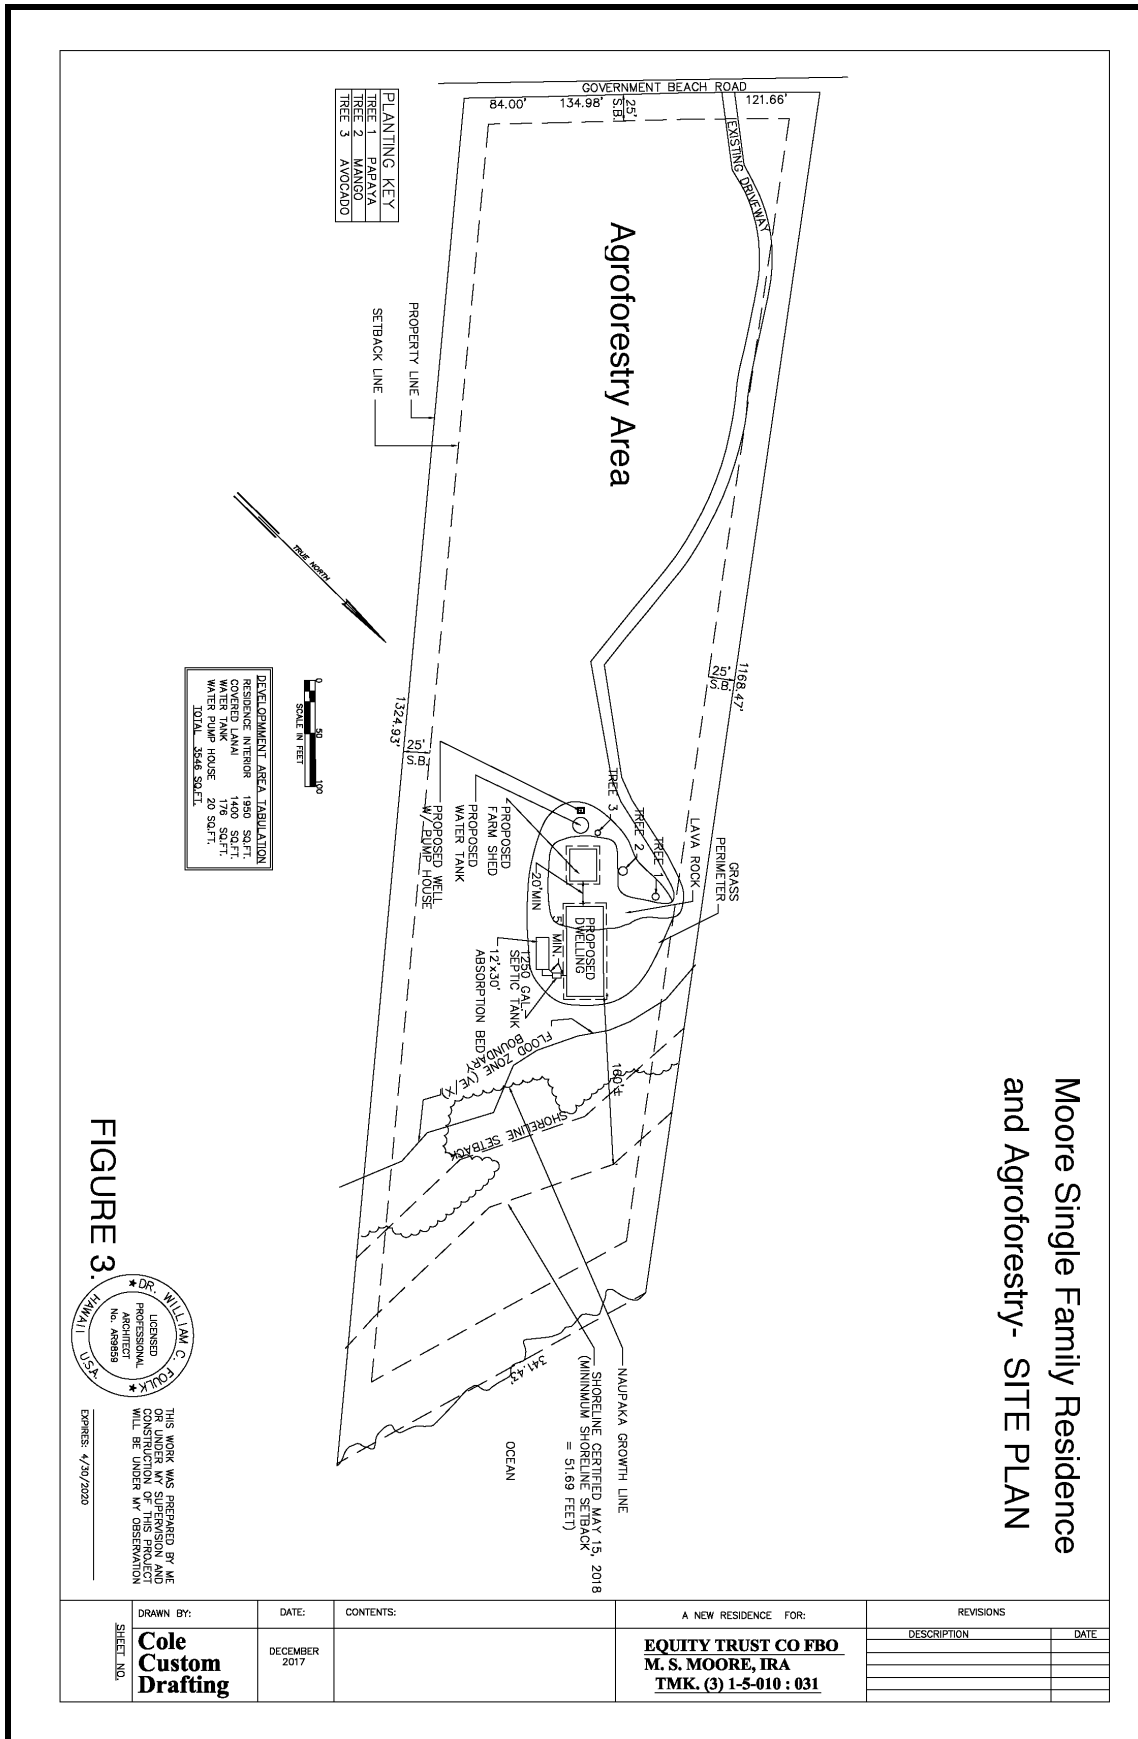 Moore Single Family Residence
and Agroforestry- SITE PLAN
GOVERNMENT BEACH ROAD
84.00'
134.98'
25'
S.B.
121.66'
EXISTING DRIVEWAY
PLANTING KEY
TREE 1 PAPAYA
TREE 2 MANGO
TREE 3 AVOCADO
Agroforestry Area
PROPERTY LINE
SETBACK LINE
TRUE NORTH
1168.47'
25'
S.B.
1324.93'
25'
S.B.
0 50 100
SCALE IN FEET
DEVELOPMENT AREA TABULATION
RESIDENCE INTERIOR 1950 SQ.FT.
COVERED LANAI 1400 SQ.FT.
WATER TANK 176 SQ.FT.
WATER PUMP HOUSE 20 SQ.FT.
TOTAL 3546 SQ.FT.
TREE 3
TREE 2
TREE 1
LAVA ROCK
GRASS
PERIMETER
PROPOSED
FARM SHED
PROPOSED
WATER TANK
PROPOSED WELL
W/ PUMP HOUSE
20'MIN
5' MIN.
PROPOSED
DWELLING
1250 GAL.
SEPTIC TANK
12'x30'
ABSORPTION BED
FLOOD ZONE (VE/X)
BOUNDARY
160'±
SHORELINE SETBACK
NAUPAKA GROWTH LINE
SHORELINE CERTIFIED MAY 15, 2018
(MININMUM SHORELINE SETBACK
= 51.69 FEET)
341.43'
OCEAN
FIGURE 3.
DR. WILLIAM C. FOULK
LICENSED
PROFESSIONAL
ARCHITECT
No. AR9859
HAWAII USA
THIS WORK WAS PREPARED BY ME
OR UNDER MY SUPERVISION AND
CONSTRUCTION OF THIS PROJECT
WILL BE UNDER MY OBSERVATION
EXPIRES: 4/30/2020
SHEET NO.
DRAWN BY:
Cole
Custom
Drafting
DATE:
DECEMBER
2017
CONTENTS:
A NEW RESIDENCE FOR:
EQUITY TRUST CO FBO
M. S. MOORE, IRA
TMK. (3) 1-5-010 : 031
REVISIONS
DESCRIPTION
DATE